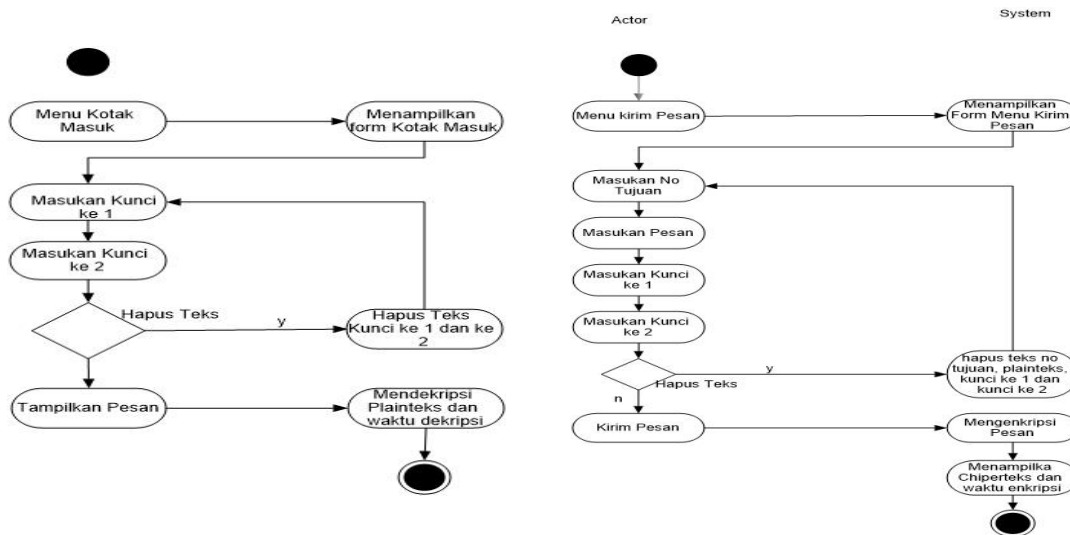 Menu Kotak
Masuk
Menampilkan
form Kotak Masuk
Masukan Kunci
ke 1
Masukan Kunci
ke 2
Hapus Teks
y
Hapus Teks
Kunci ke 1 dan ke
2
Tampilkan Pesan
Mendekripsi
Plainteks dan
waktu dekripsi
Actor
System
Menu kirim Pesan
Menampilkan
Form Menu Kirim
Pesan
Masukan No
Tujuan
Masukan Pesan
Masukan Kunci
ke 1
Masukan Kunci
ke 2
y
Hapus Teks
n
hapus teks no
tujuan, plainteks,
kunci ke 1 dan
kunci ke 2
Kirim Pesan
Mengenkripsi
Pesan
Menampilka
Chiperteks dan
waktu enkripsi